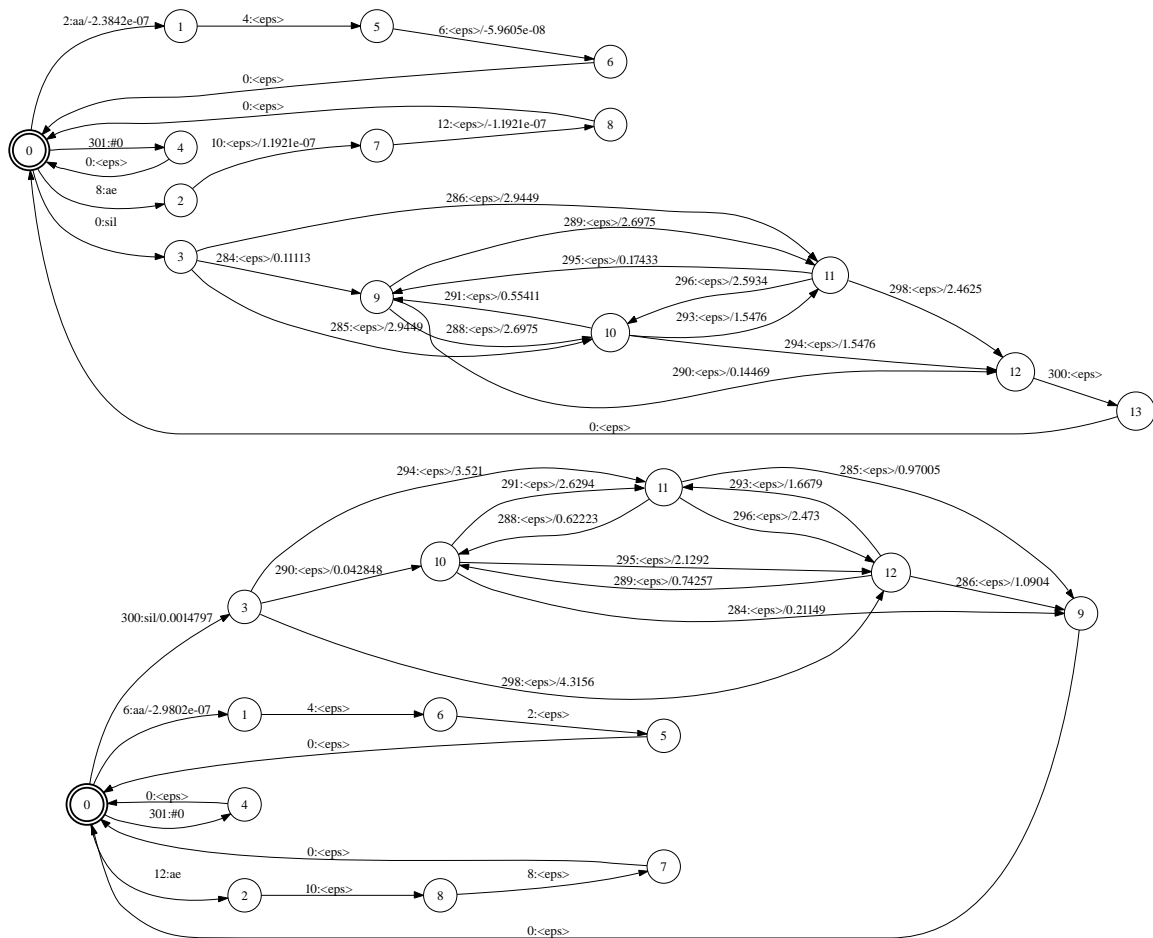 2:aa/-2.3842e-07
1
4:<eps>
5
6:<eps>/-5.9605e-08
6
0:<eps>
0:<eps>
8
12:<eps>/-1.1921e-07
10:<eps>/1.1921e-07
7
301:#0
4
0:<eps>
0
8:ae
2
0:sil
286:<eps>/2.9449
289:<eps>/2.6975
3
284:<eps>/0.11113
295:<eps>/0.17433
11
296:<eps>/2.5934
298:<eps>/2.4625
9
291:<eps>/0.55411
293:<eps>/1.5476
285:<eps>/2.9449
288:<eps>/2.6975
10
294:<eps>/1.5476
290:<eps>/0.14469
12
300:<eps>
13
0:<eps>
294:<eps>/3.521
285:<eps>/0.97005
291:<eps>/2.6294
11
293:<eps>/1.6679
288:<eps>/0.62223
296:<eps>/2.473
290:<eps>/0.042848
10
295:<eps>/2.1292
289:<eps>/0.74257
12
286:<eps>/1.0904
3
284:<eps>/0.21149
9
300:sil/0.0014797
298:<eps>/4.3156
6:aa/-2.9802e-07
1
4:<eps>
6
2:<eps>
5
0:<eps>
0
0:<eps>
4
301:#0
0:<eps>
7
12:ae
8:<eps>
2
10:<eps>
8
0:<eps>